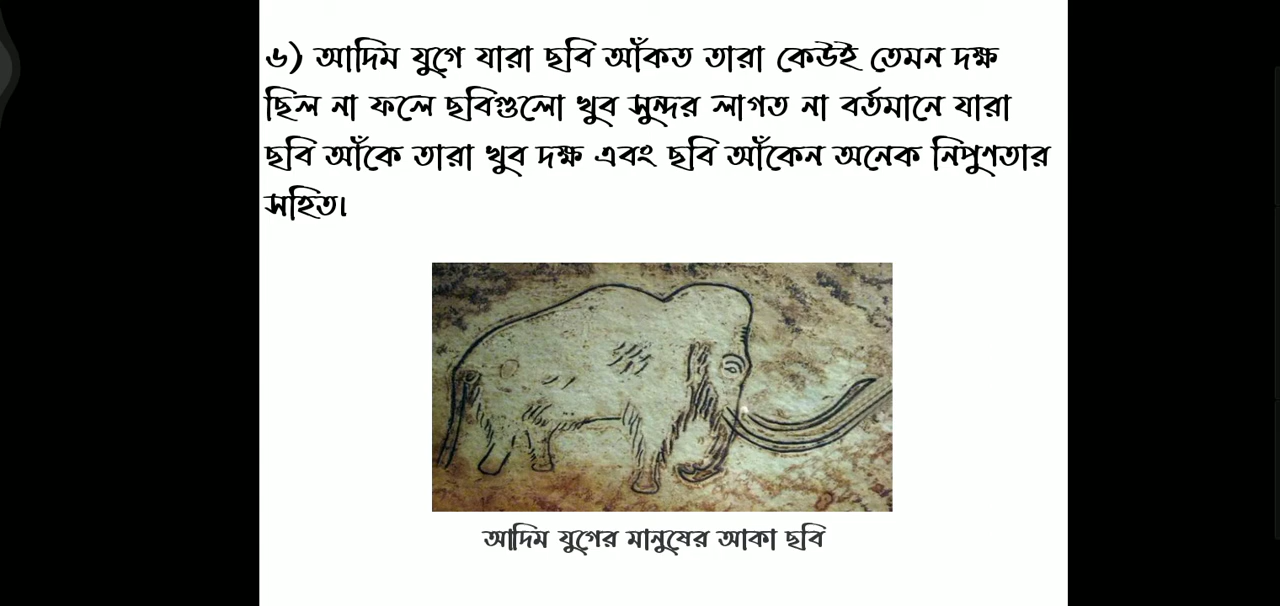 ৬) আদিম যুগে যারা ছবি আঁকত তারা কেউই তেমন দক্ষ
ছিল না ফলে ছবিগুলো খুব সুন্দর লাগত না বর্তমানে যারা
ছবি আঁকে তারা খুব দক্ষ এবং ছবি আঁকেন অনেক নিপুণতার
সহিত।
আদিম যুগের মানুষের আকা ছবি